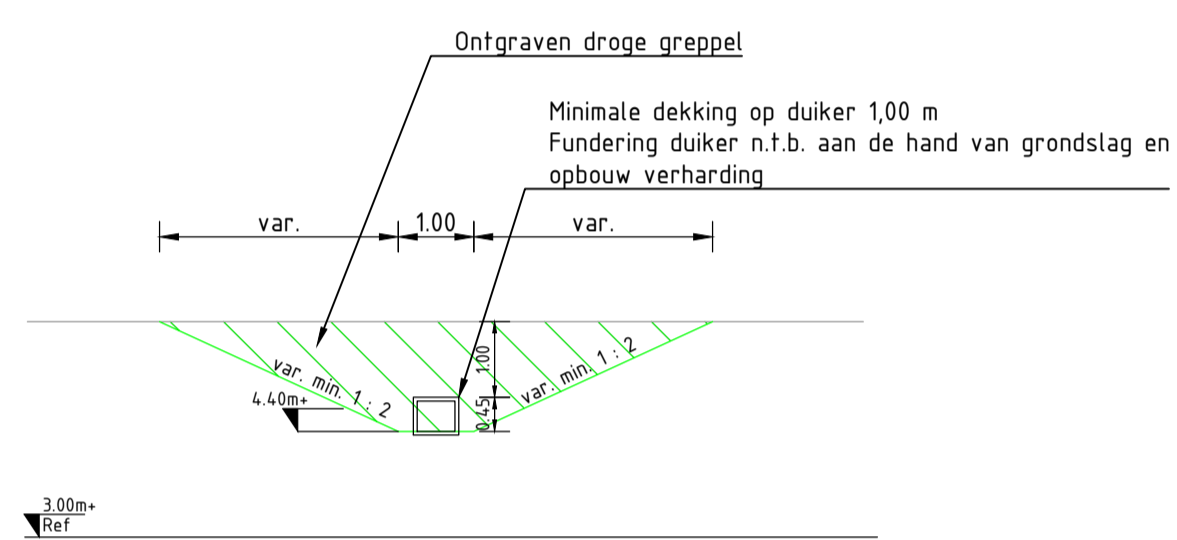 Ontgraven droge greppel
Minimale dekking op duiker 1,00 m
Fundering duiker n.t.b. aan de hand van grondslag en
opbouw verharding
var.
1.00
var.
1.00
var. min. 1 : 2
var. min. 1 : 2
4.40m+
0.45
3.00m+
Ref